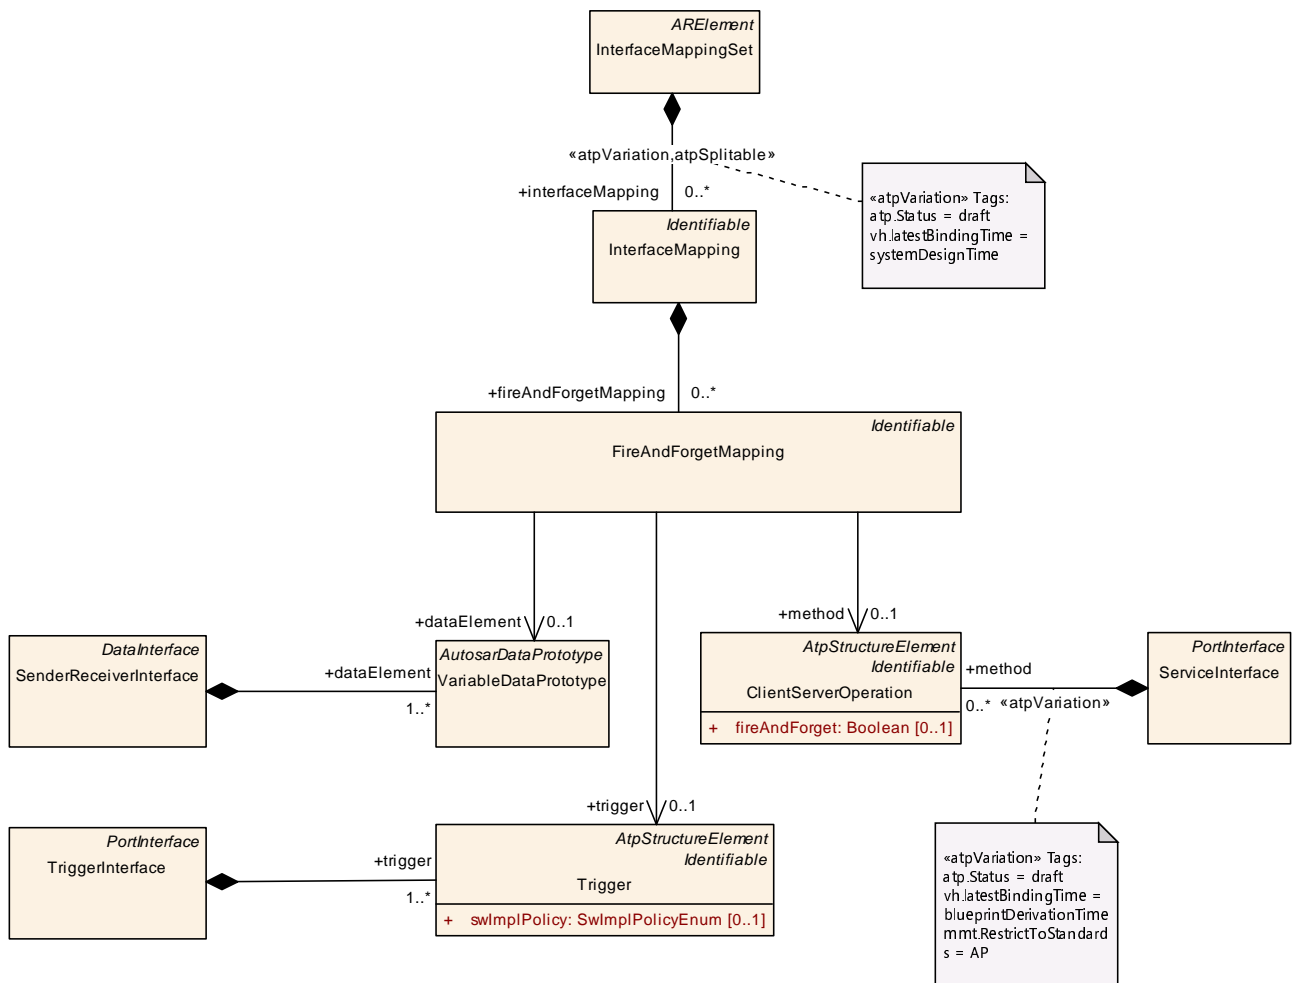 ARElement
InterfaceMappingSet
«atpVariation,atpSplitable»
+interfaceMapping 0..*
«atpVariation» Tags:
atp.Status = draft
vh.latestBindingTime =
systemDesignTime
Identifiable
InterfaceMapping
+fireAndForgetMapping 0..*
Identifiable
FireAndForgetMapping
+dataElement 0..1
+method 0..1
DataInterface
SenderReceiverInterface
+dataElement
1..*
AutosarDataPrototype
VariableDataPrototype
AtpStructureElement
Identifiable
ClientServerOperation
+ fireAndForget: Boolean [0..1]
+method
0..* «atpVariation»
PortInterface
ServiceInterface
+trigger 0..1
PortInterface
TriggerInterface
+trigger
1..*
AtpStructureElement
Identifiable
Trigger
+ swImplPolicy: SwImplPolicyEnum [0..1]
«atpVariation» Tags:
atp.Status = draft
vh.latestBindingTime =
blueprintDerivationTime
mmt.RestrictToStandard
s = AP